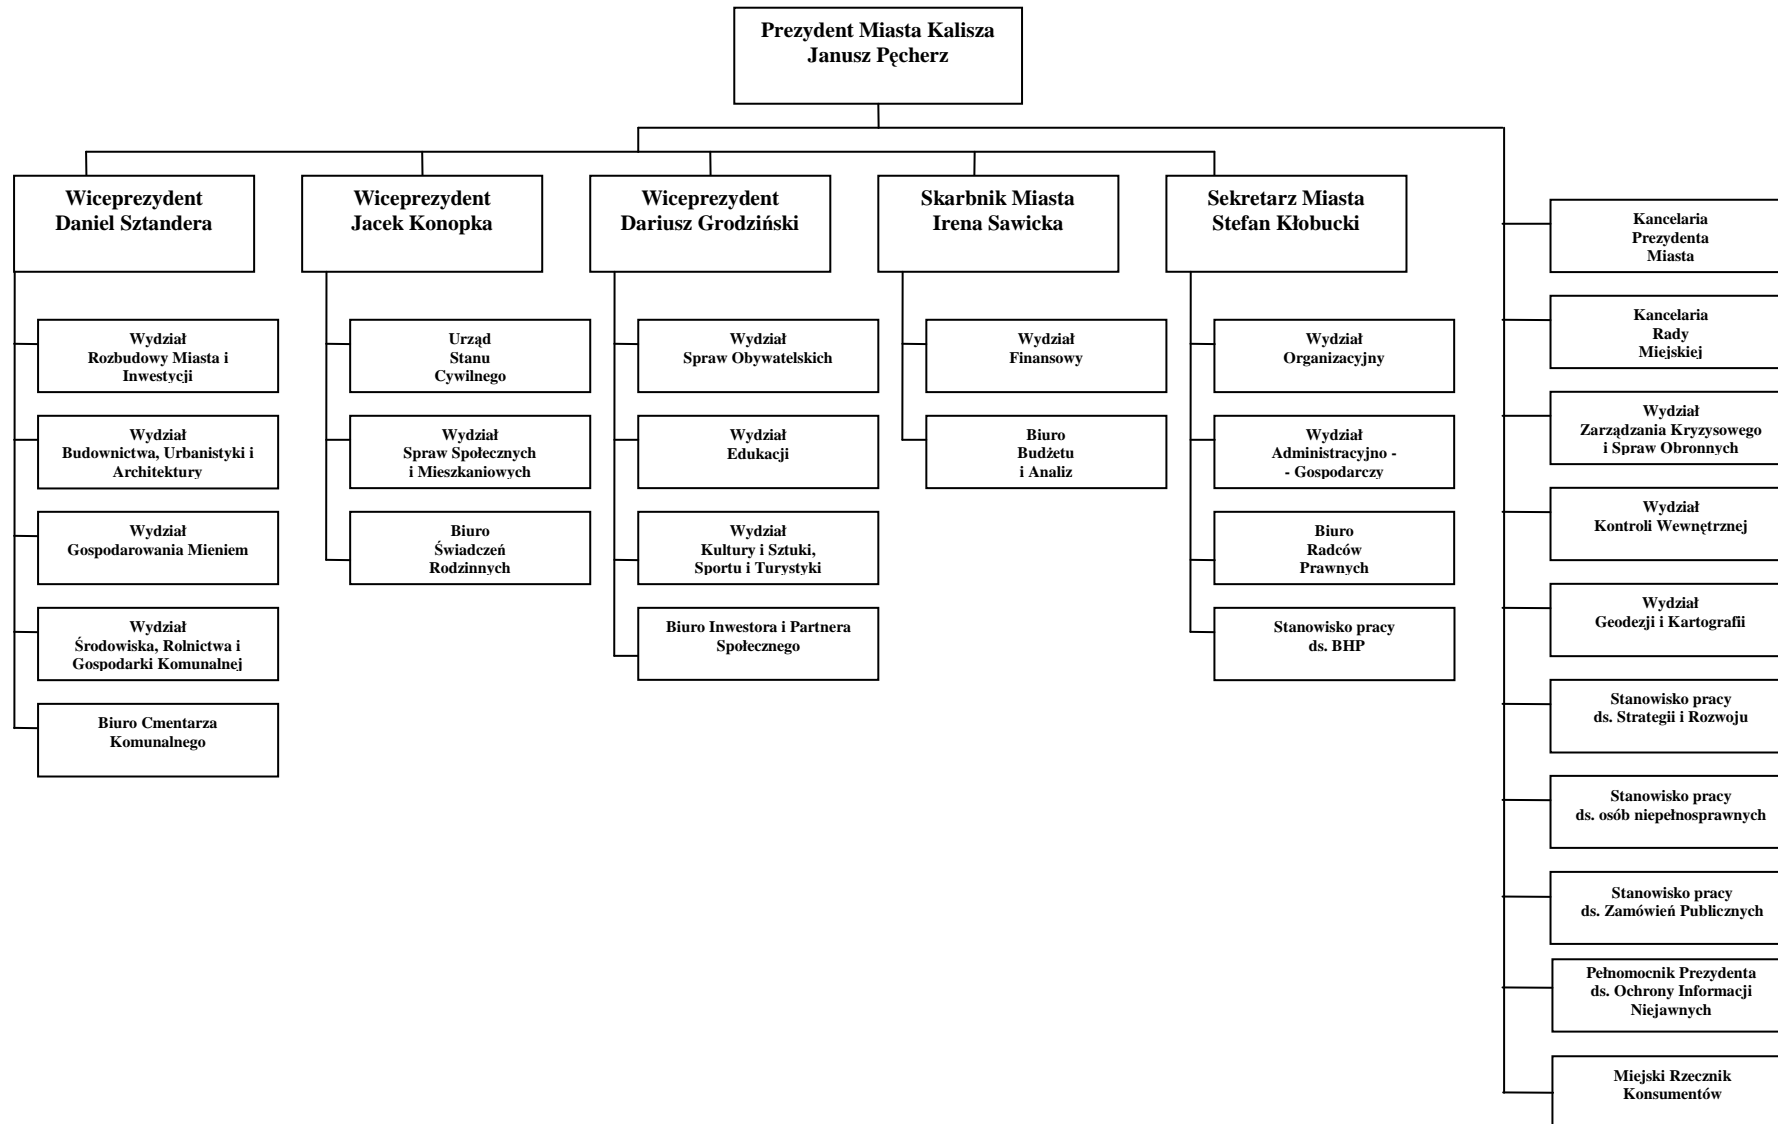 Prezydent Miasta Kalisza
Janusz Pęcherz
Wiceprezydent
Daniel Sztandera
Wiceprezydent
Jacek Konopka
Wiceprezydent
Dariusz Grodziński
Skarbnik Miasta
Irena Sawicka
Sekretarz Miasta
Stefan Kłobucki
Wydział
Rozbudowy Miasta i
Inwestycji
Wydział
Budownictwa, Urbanistyki i
Architektury
Wydział
Gospodarowania Mieniem
Wydział
Środowiska, Rolnictwa i
Gospodarki Komunalnej
Biuro Cmentarza
Komunalnego
Urząd
Stanu
Cywilnego
Wydział
Spraw Społecznych
i Mieszkaniowych
Biuro
Świadczeń
Rodzinnych
Wydział
Spraw Obywatelskich
Wydział
Edukacji
Wydział
Kultury i Sztuki,
Sportu i Turystyki
Biuro Inwestora i Partnera
Społecznego
Wydział
Finansowy
Biuro
Budżetu
i Analiz
Wydział
Organizacyjny
Wydział
Administracyjno -
- Gospodarczy
Biuro
Radców
Prawnych
Stanowisko pracy
ds. BHP
Kancelaria
Prezydenta
Miasta
Kancelaria
Rady
Miejskiej
Wydział
Zarządzania Kryzysowego
i Spraw Obronnych
Wydział
Kontroli Wewnętrznej
Wydział
Geodezji i Kartografii
Stanowisko pracy
ds. Strategii i Rozwoju
Stanowisko pracy
ds. osób niepełnosprawnych
Stanowisko pracy
ds. Zamówień Publicznych
Pełnomocnik Prezydenta
ds. Ochrony Informacji
Niejawnych
Miejski Rzecznik
Konsumentów